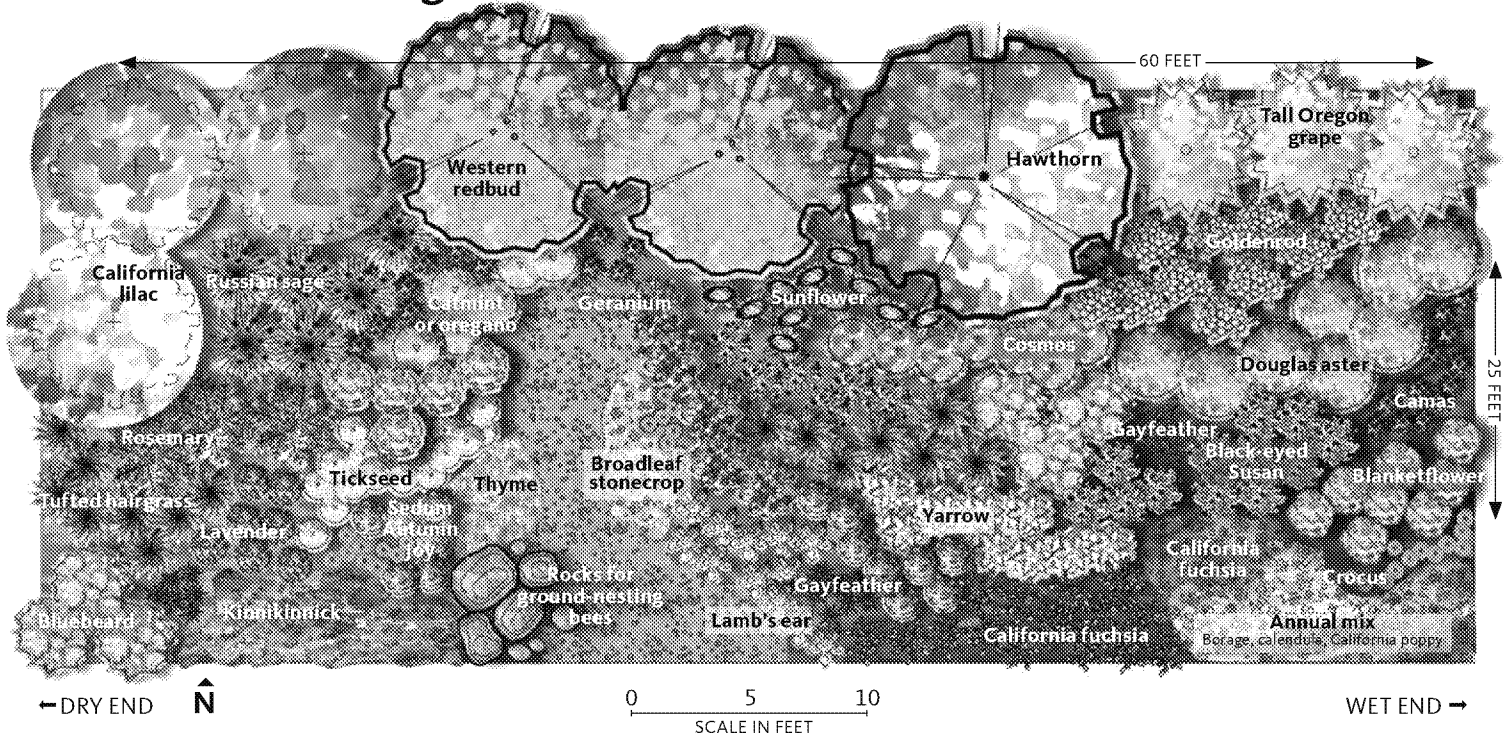 60 FEET
Tall Oregon
grape
Western
redbud
Hawthorn
Goldenrod
California
lilac
Russian sage
Catmint
or oregano
Geranium
Sunflower
Cosmos
Douglas aster
25 FEET
Camas
Rosemary
Gayfeather
Black-eyed
Susan
Tickseed
Thyme
Broadleaf
stonecrop
Blanketflower
Tufted hairgrass
Lavender
Sedum
Autumn
Joy
Yarrow
California
fuchsia
Rocks for
ground-nesting
bees
Gayfeather
Crocus
Bluebeard
Kinnikinnick
Lamb's ear
California fuchsia
Annual mix
Borage, calendula, California poppy
←DRY END
N
0 5 10
SCALE IN FEET
WET END→